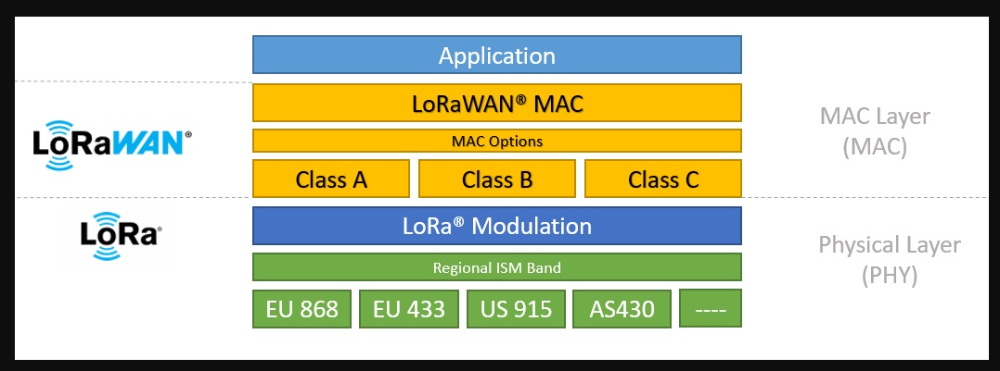 Application
LoRaWAN® MAC
MAC Options
Class A Class B Class C
LoRaWAN®
MAC Layer
(MAC)
LoRa® Modulation
LoRa®
Regional ISM Band
Physical Layer
(PHY)
EU 868 EU 433 US 915 AS430 ----